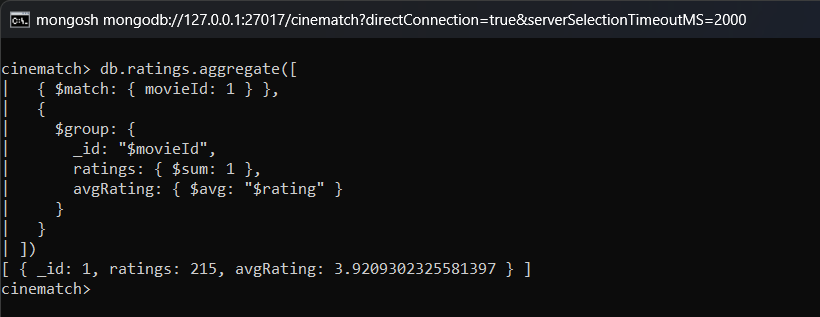 C:\. mongosh mongodb://127.0.0.1:27017/cinematch?directConnection=true&serverSelectionTimeoutMS=2000
cinematch> db.ratings.aggregate([
|   { $match: { movieId: 1 } },
|   {
|     $group: {
|       _id: "$movieId",
|       ratings: { $sum: 1 },
|       avgRating: { $avg: "$rating" }
|     }
|   }
| ])
[ { _id: 1, ratings: 215, avgRating: 3.9209302325581397 } ]
cinematch>